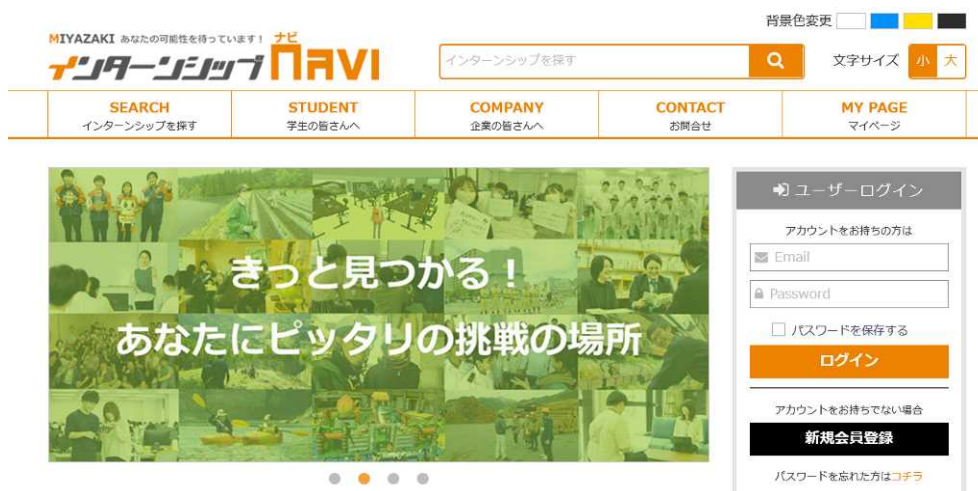 背景色変更
MIYAZAKI あなたの可能性を待っています！
ナビ
インターンシップNAVI
インターンシップを探す
文字サイズ 小 大
SEARCH
インターンシップを探す
STUDENT
学生の皆さんへ
COMPANY
企業の皆さんへ
CONTACT
お問合せ
MY PAGE
マイページ
きっと見つかる！
あなたにピッタリの挑戦の場所
ユーザーログイン
アカウントをお持ちの方は
Email
Password
パスワードを保存する
ログイン
アカウントをお持ちでない場合
新規会員登録
パスワードを忘れた方はコチラ